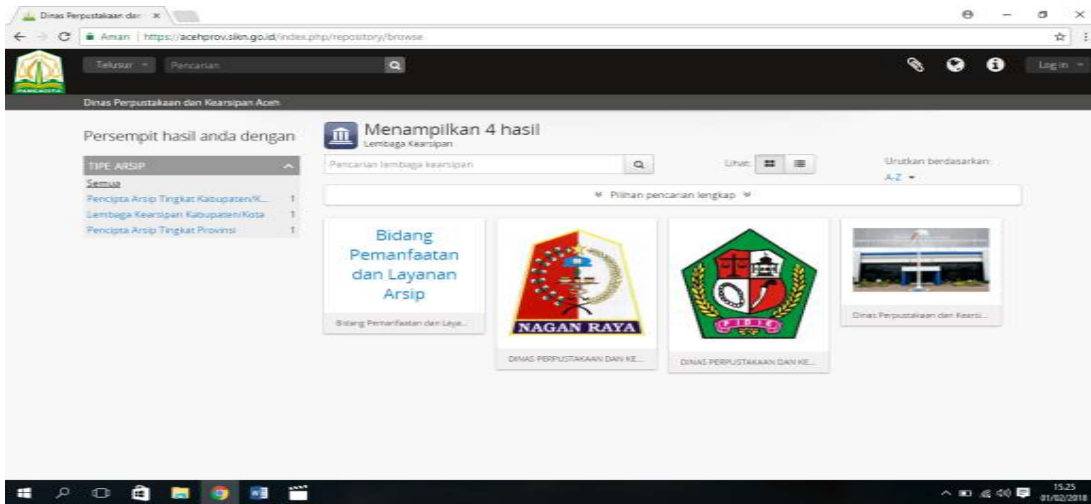 Dinas Perpustakaan dar
Aman | https://acehprov.sikn.go.id/index.php/repository/browse
PANCACITA
Telusur
Pencarian
Log in
Dinas Perpustakaan dan Kearsipan Aceh
Persempit hasil anda dengan
TIPE ARSIP
Semua
Pencipta Arsip Tingkat Kabupaten/K... 1
Lembaga Kearsipan Kabupaten/Kota 1
Pencipta Arsip Tingkat Provinsi 1
Menampilkan 4 hasil
Lembaga Kearsipan
Pencarian lembaga kearsipan
Lihat:
Urutkan berdasarkan:
A-Z
Pilihan pencarian lengkap
Bidang
Pemanfaatan
dan Layanan
Arsip
Bidang Pemanfaatan dan Laya...
NAGAN RAYA
DINAS PERPUSTAKAAN DAN KE...
PIDIE
DINAS PERPUSTAKAAN DAN KE...
Dinas Perpustakaan dan Kearsi...
15.25
01/02/2018